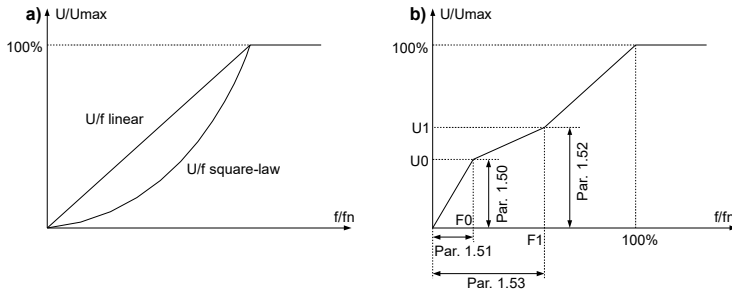 a)
U/Umax
100%
U/f linear
U/f square-law
f/fn
b)
U/Umax
100%
U1
U0
Par. 1.50
Par. 1.52
F0
F1
100%
f/fn
Par. 1.51
Par. 1.53